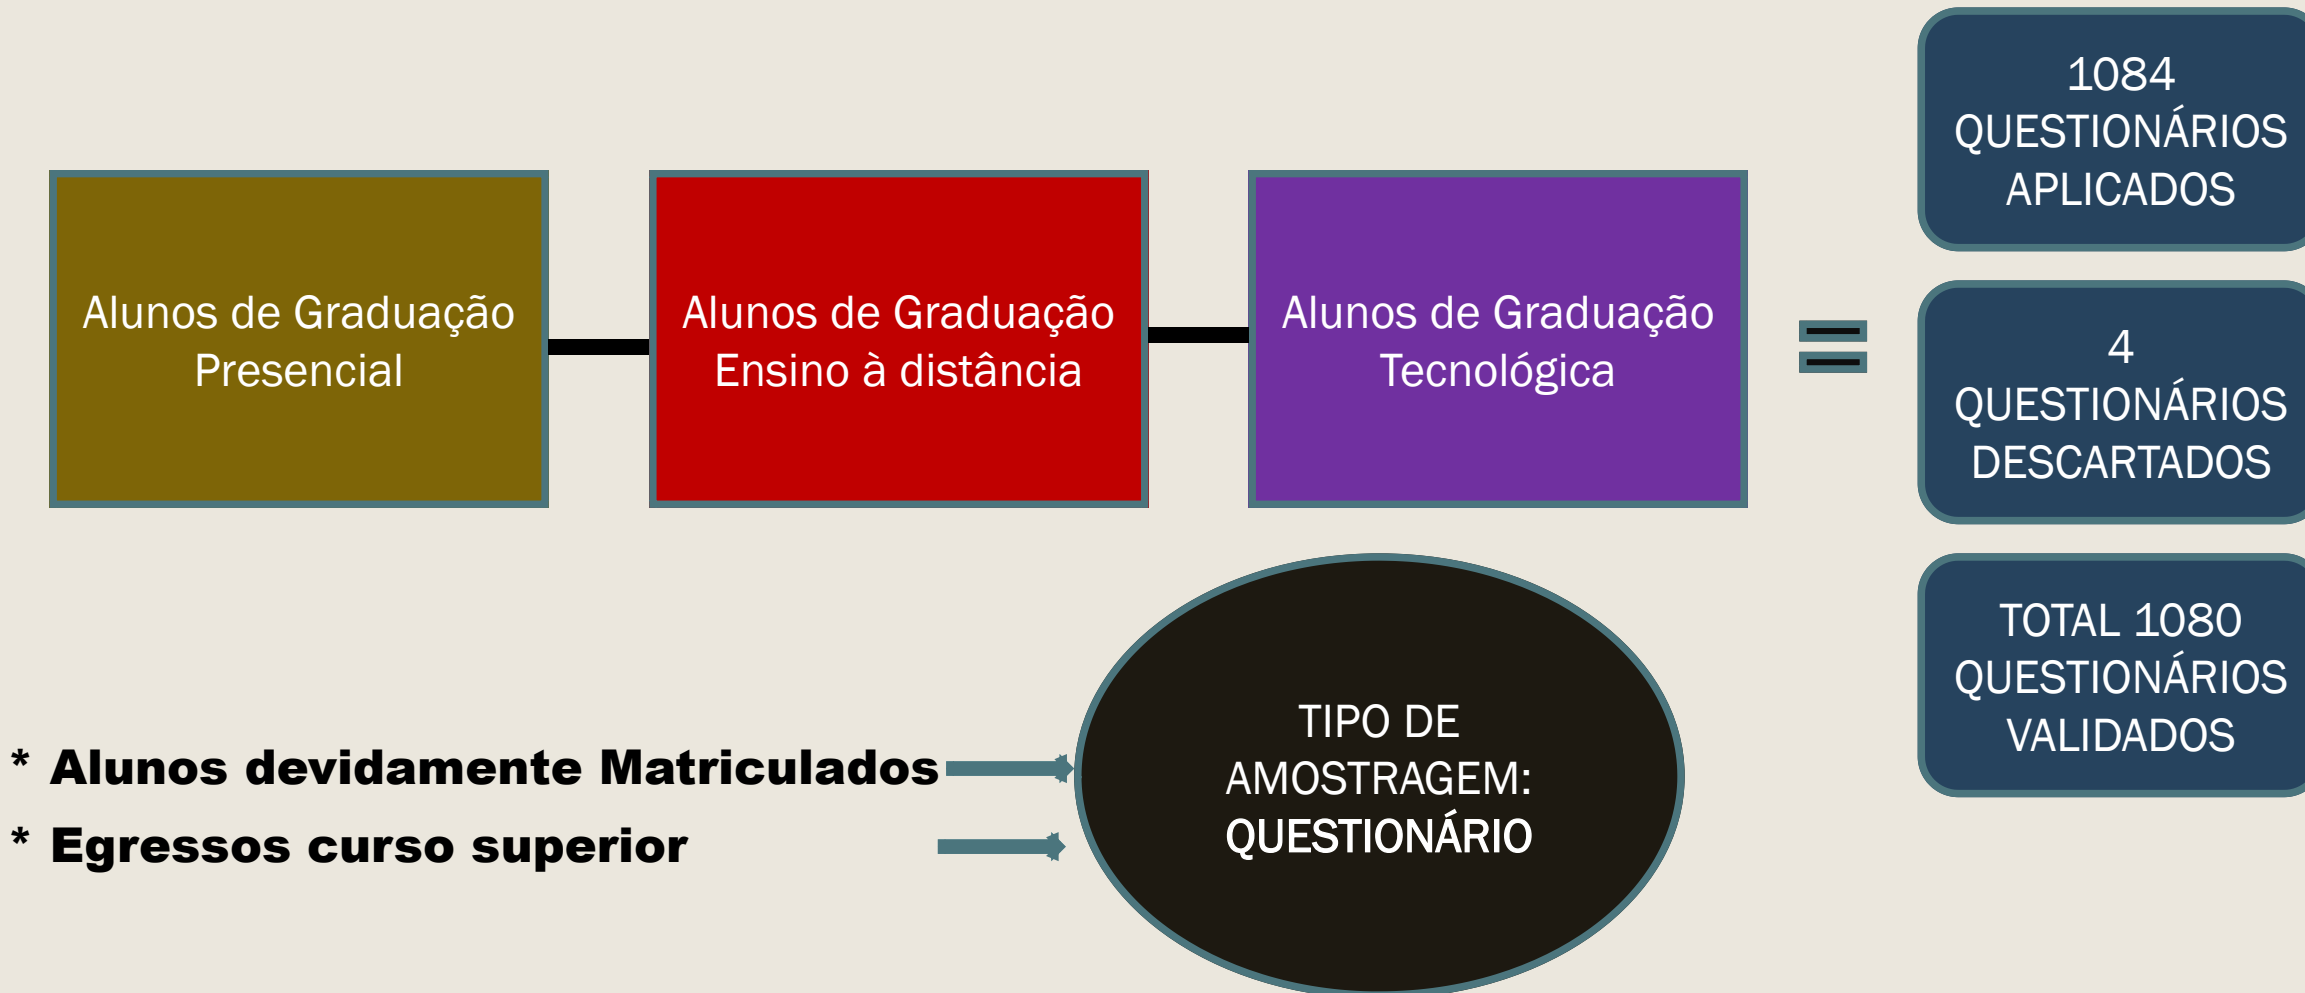 Alunos de Graduação
Presencial
Alunos de Graduação
Ensino à distância
Alunos de Graduação
Tecnológica
1084
QUESTIONÁRIOS
APLICADOS
4
QUESTIONÁRIOS
DESCARTADOS
TOTAL 1080
QUESTIONÁRIOS
VALIDADOS
* Alunos devidamente Matriculados
* Egressos curso superior
TIPO DE
AMOSTRAGEM:
QUESTIONÁRIO